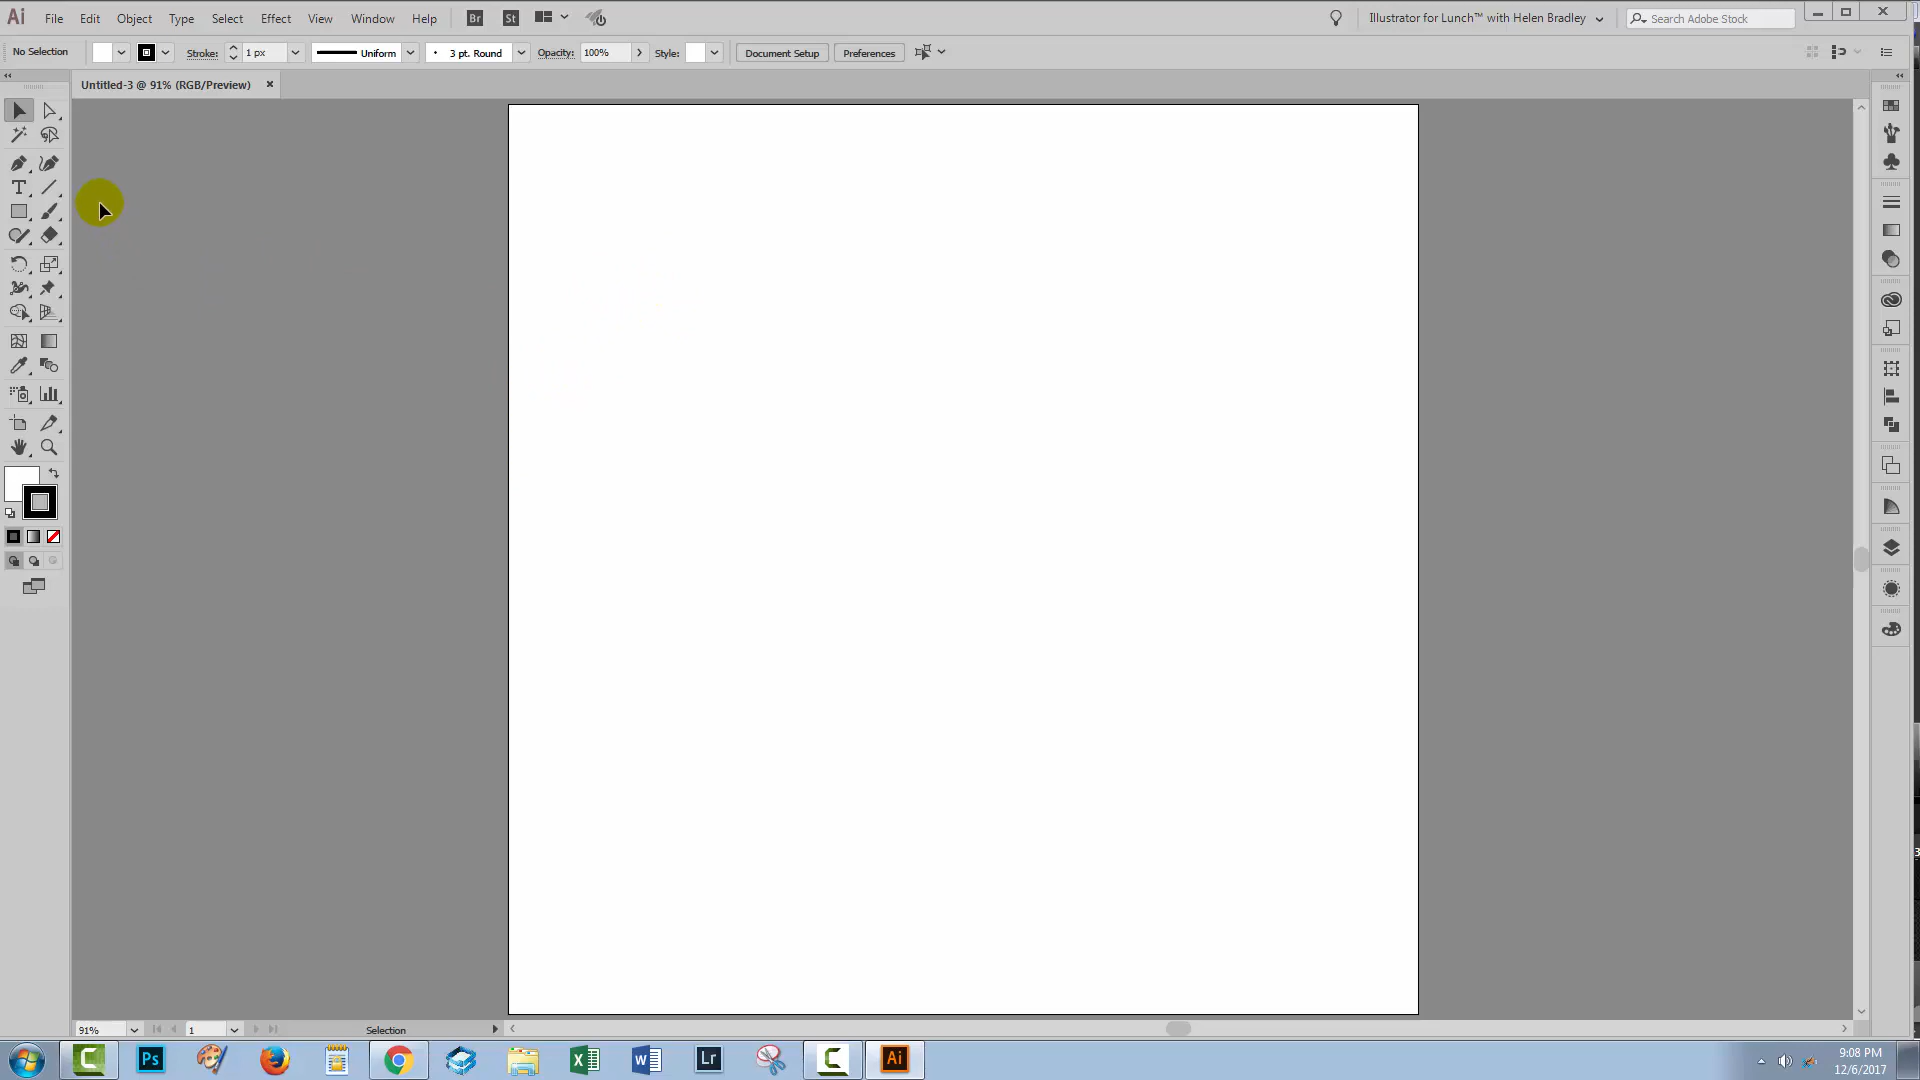 Ai File Edit Object Type Select Effect View Window Help Br St Illustrator for Lunch™ with Helen Bradley Search Adobe Stock
No Selection Stroke: 1 px Uniform 3 pt. Round Opacity: 100% Style: Document Setup Preferences
Untitled-3 @ 91% (RGB/Preview)
91% 1 Selection
Ps Lr Ai
9:08 PM
12/6/2017